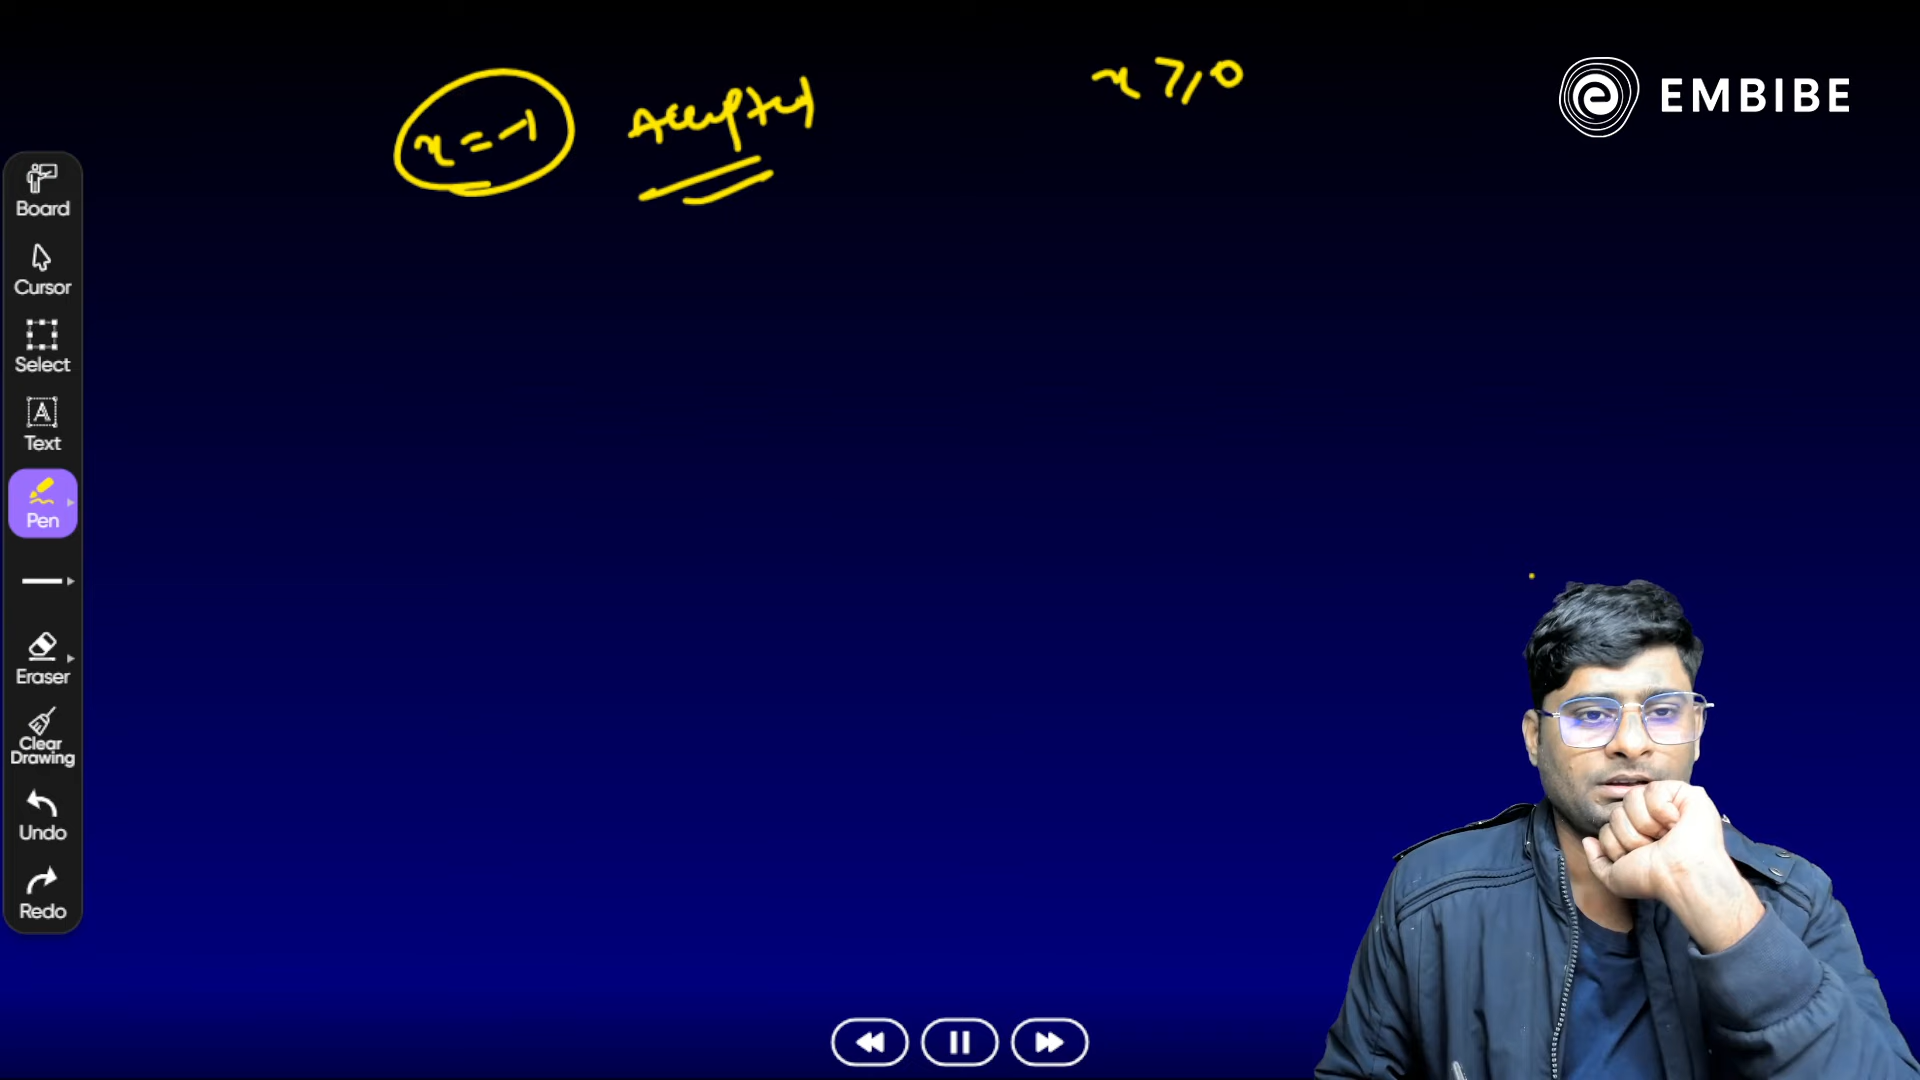 x = -1 Accepted
x ≥ 0
EMBIBE
Board
Cursor
Select
Text
Pen
Eraser
Clear
Drawing
Undo
Redo